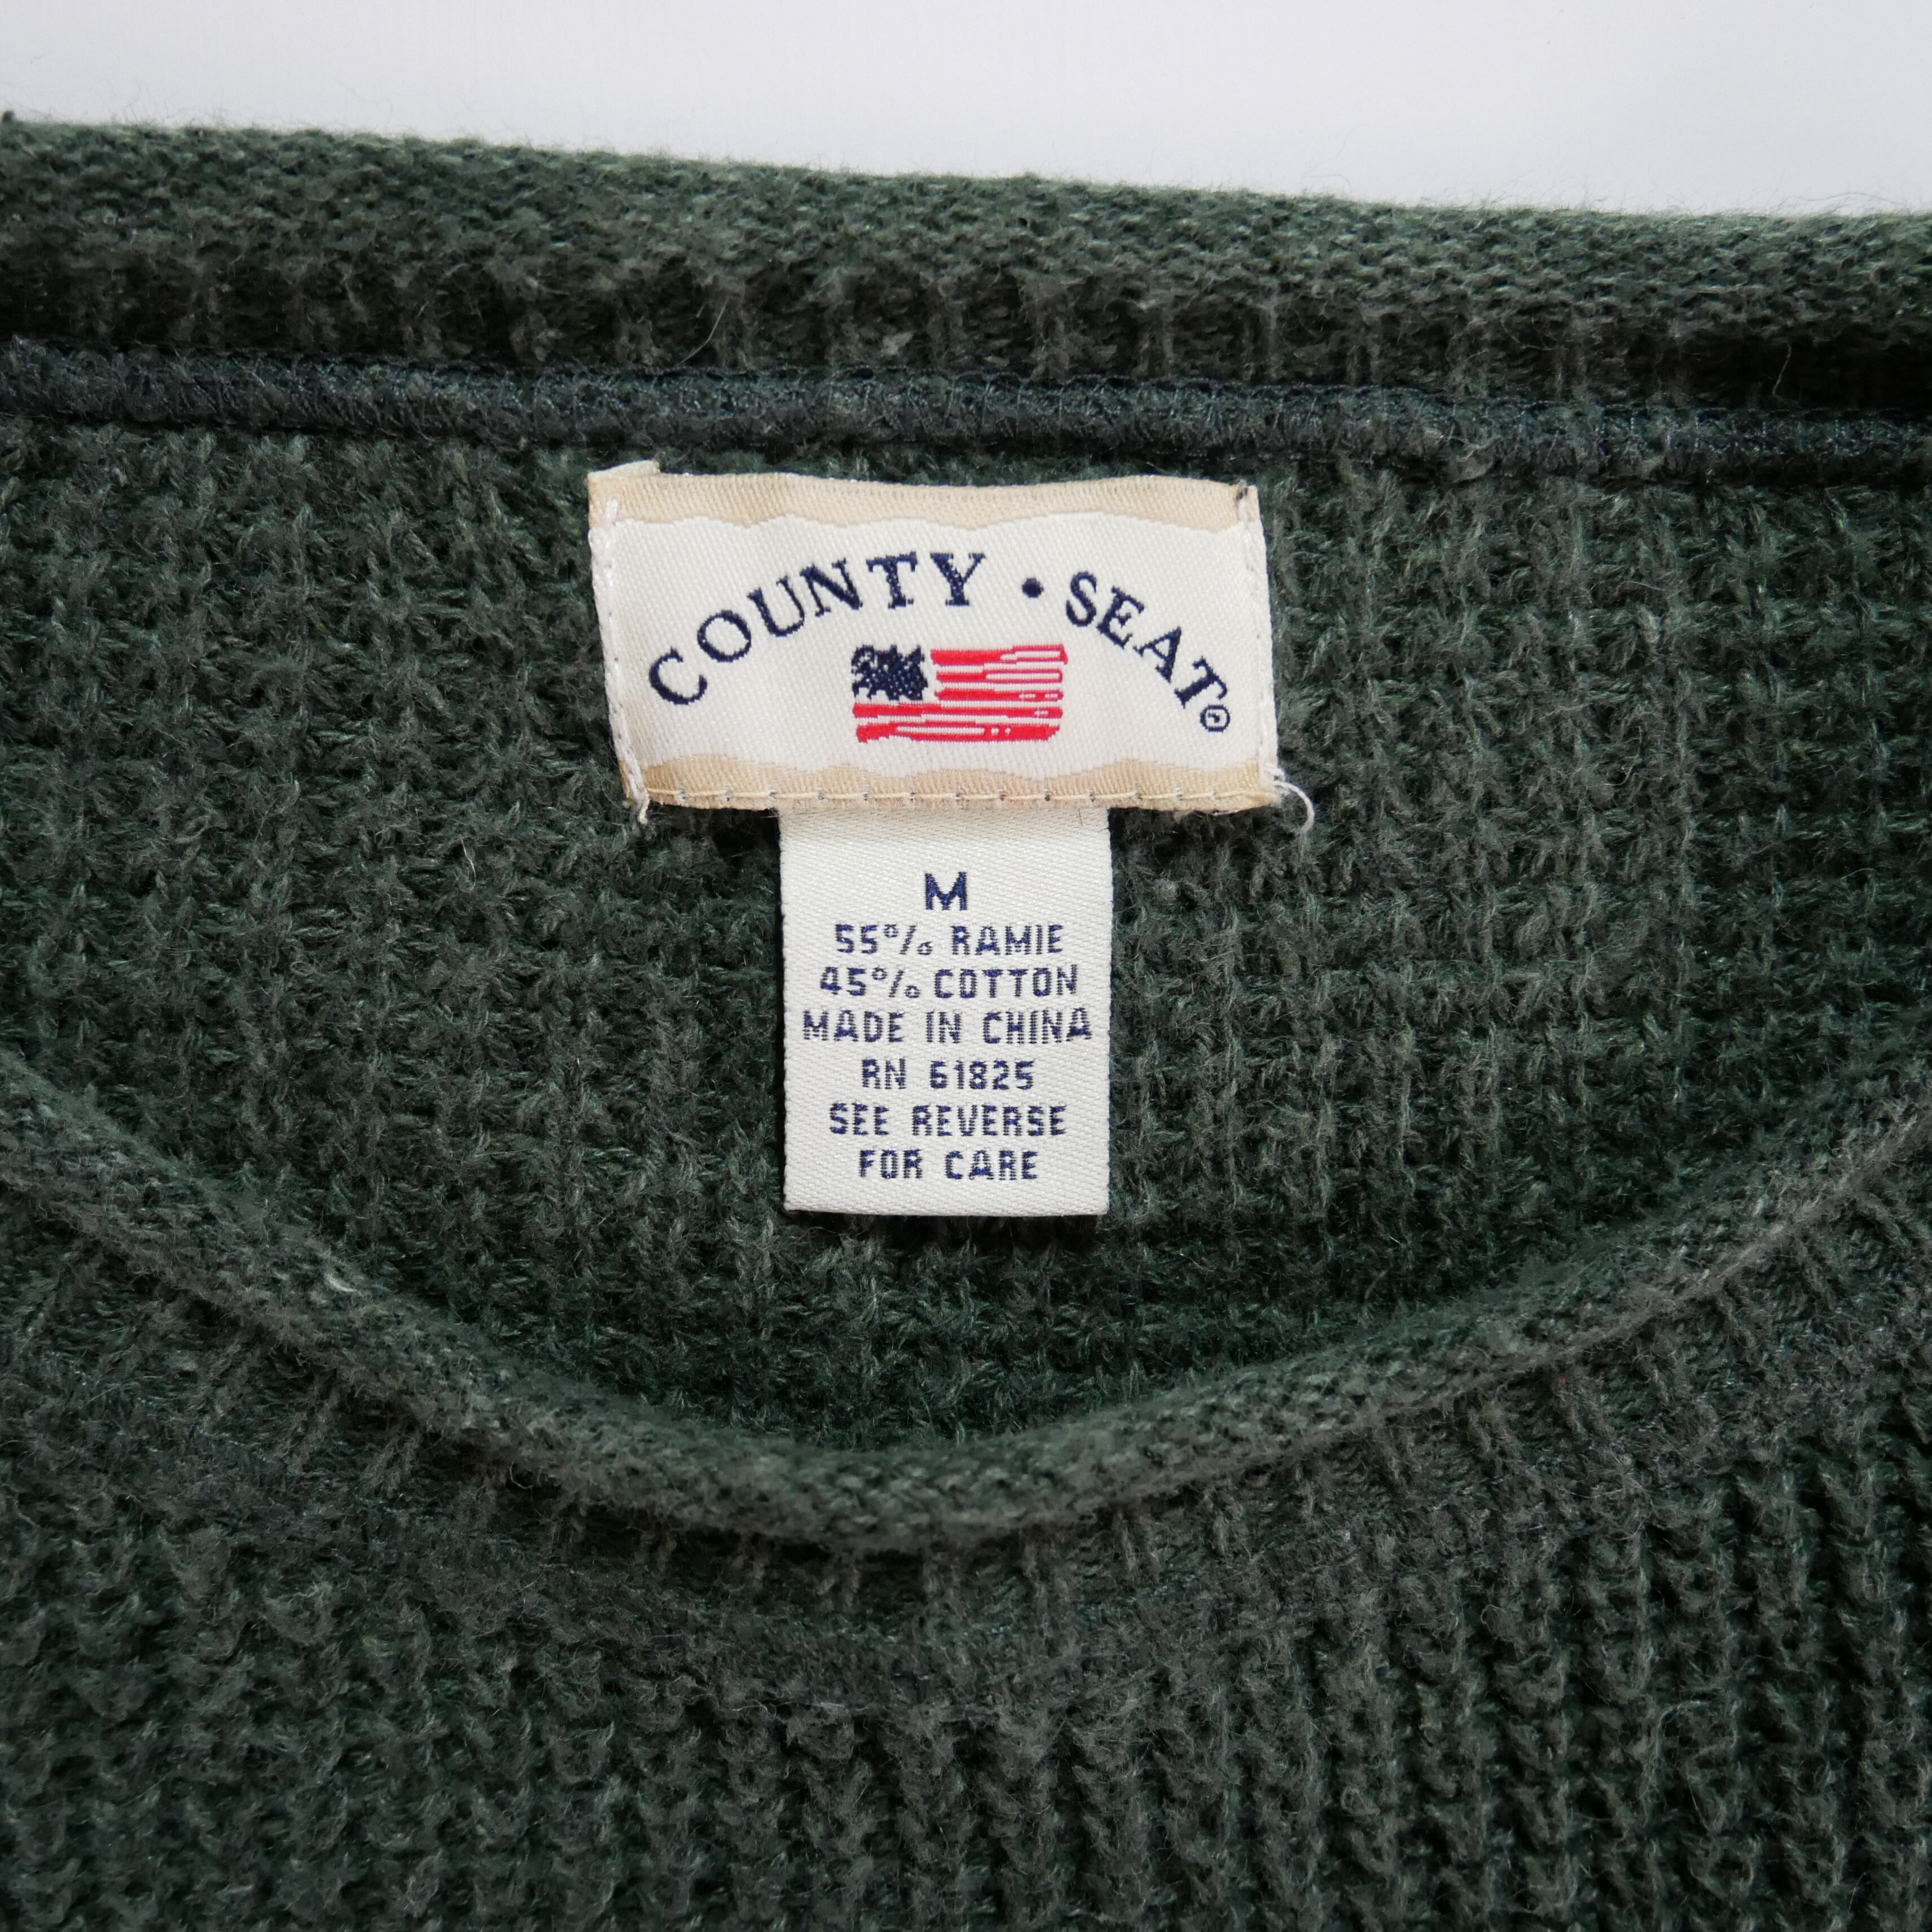 COUNTY • SEAT®
M
55% RAMIE
45% COTTON
MADE IN CHINA
RN 61825
SEE REVERSE
FOR CARE